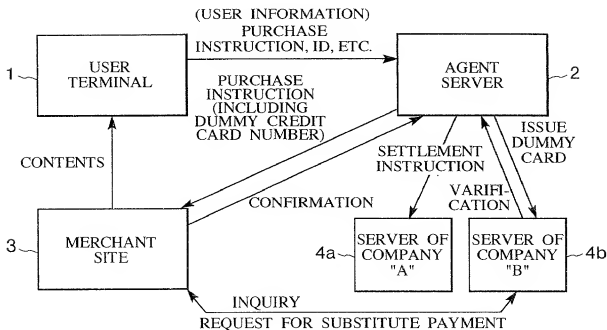 (USER INFORMATION)
PURCHASE
INSTRUCTION, ID, ETC.
1
USER
TERMINAL
AGENT
SERVER
2
PURCHASE
INSTRUCTION
(INCLUDING
DUMMY CREDIT
CARD NUMBER)
ISSUE
DUMMY
CARD
SETTLEMENT
INSTRUCTION
CONTENTS
VARIFI-
CATION
CONFIRMATION
3
MERCHANT
SITE
4a
SERVER OF
COMPANY
"A"
SERVER OF
COMPANY
"B"
4b
INQUIRY
REQUEST FOR SUBSTITUTE PAYMENT